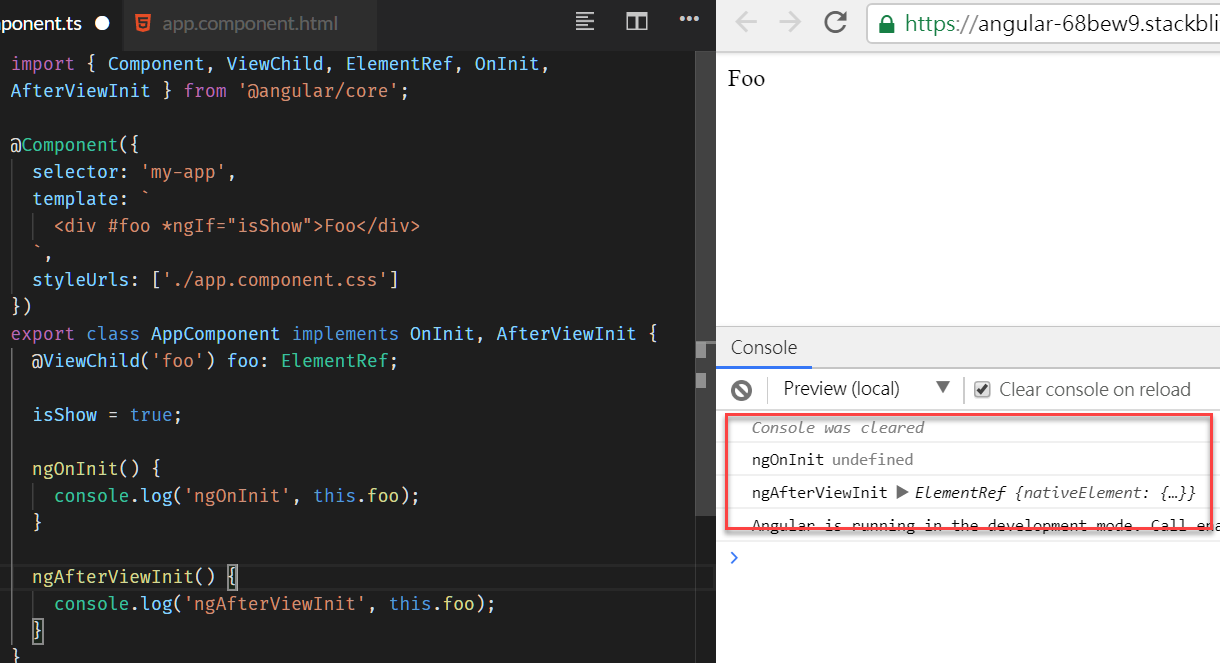 ponent.ts
app.component.html
import { Component, ViewChild, ElementRef, OnInit,
AfterViewInit } from '@angular/core';
@Component({
  selector: 'my-app',
  template: `
    <div #foo *ngIf="isShow">Foo</div>
  `,
  styleUrls: ['./app.component.css']
})
export class AppComponent implements OnInit, AfterViewInit {
  @ViewChild('foo') foo: ElementRef;
  isShow = true;
  ngOnInit() {
    console.log('ngOnInit', this.foo);
  }
  ngAfterViewInit() {
    console.log('ngAfterViewInit', this.foo);
  }
}
https://angular-68bew9.stackbli
Foo
Console
Preview (local) ▼ Clear console on reload
Console was cleared
ngOnInit undefined
ngAfterViewInit ▶ ElementRef {nativeElement: {…}}
Angular is running in the development mode. Call ena